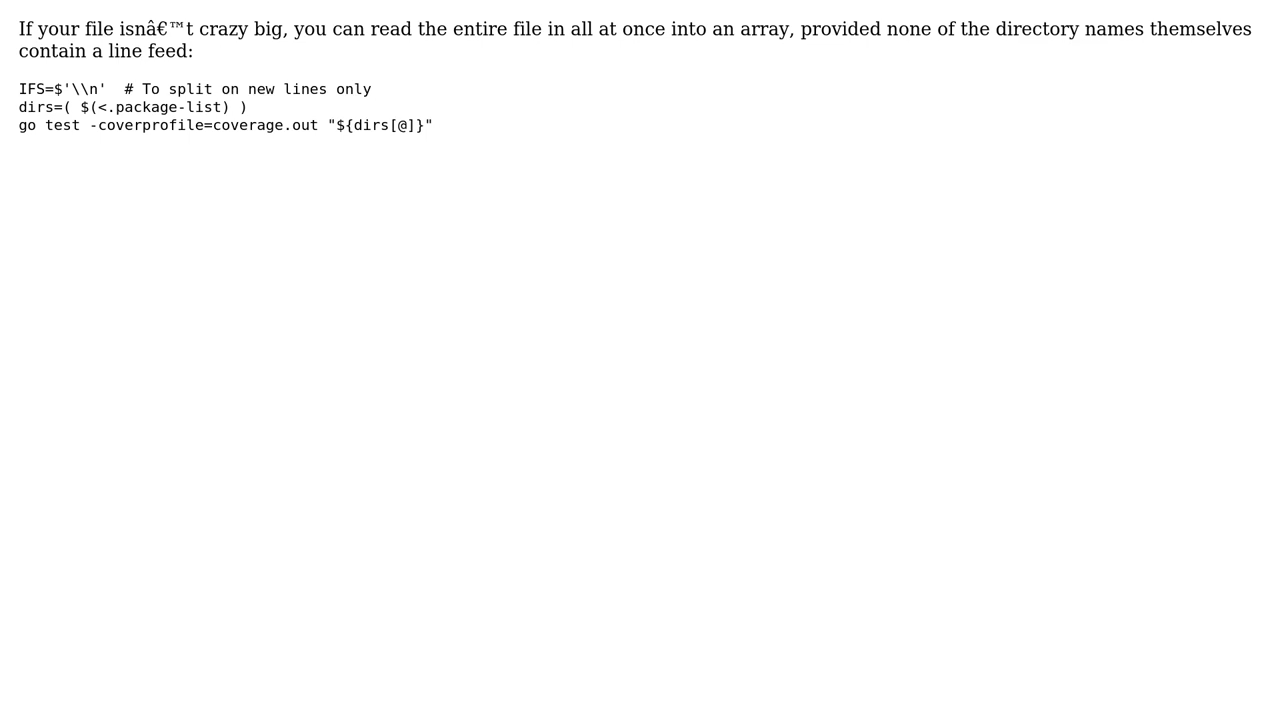 If your file isnâ€™t crazy big, you can read the entire file in all at once into an array, provided none of the directory names themselves
contain a line feed:
IFS=$'\\n'  # To split on new lines only
dirs=( $(<.package-list) )
go test -coverprofile=coverage.out "${dirs[@]}"